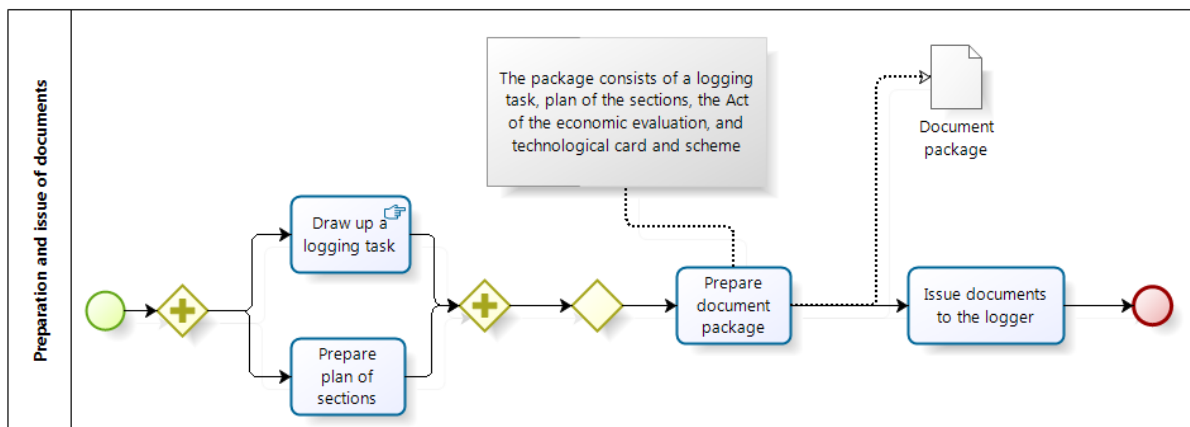 Preparation and issue of documents
The package consists of a logging
task, plan of the sections, the Act
of the economic evaluation, and
technological card and scheme
Document
package
Draw up a
logging task
Prepare
plan of
sections
Prepare
document
package
Issue documents
to the logger